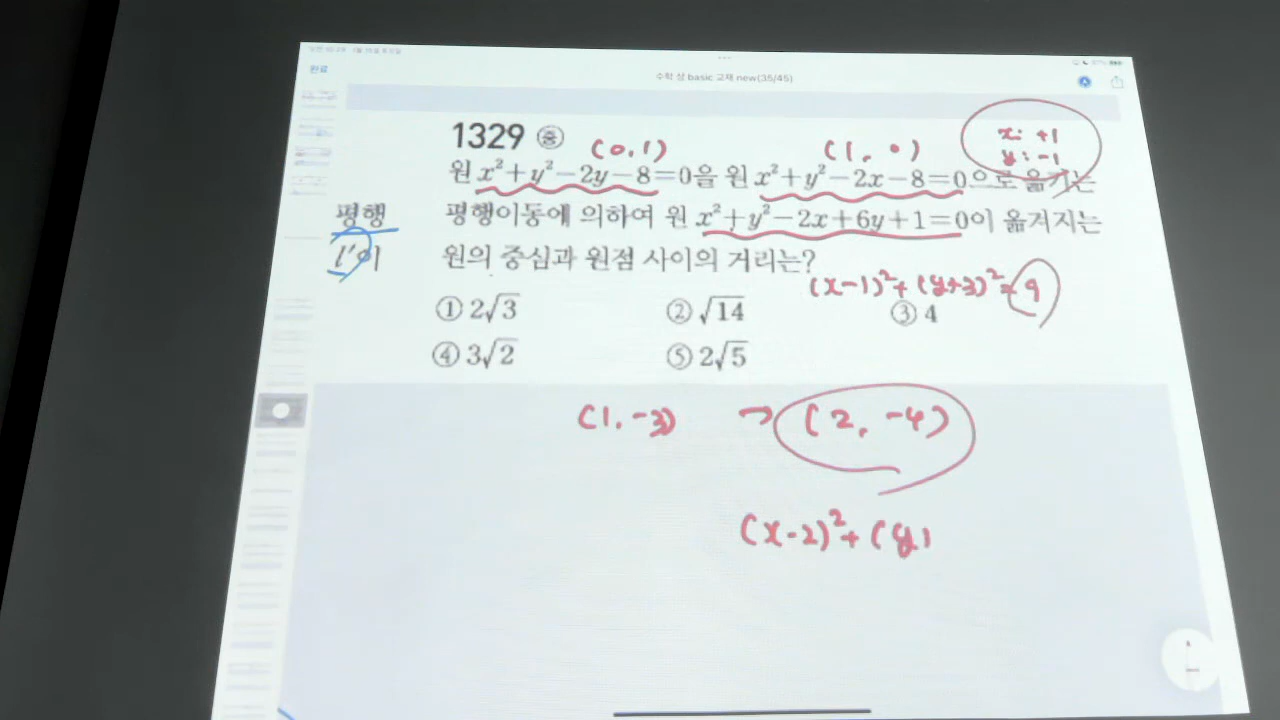 완료
수학 상 basic 교재 new(35/45)
1329 중
(0, 1) (1, 0) x: +1
y: -1
원 x²+y²-2y-8=0을 원 x²+y²-2x-8=0으로 옮기는
평행 평행이동에 의하여 원 x²+y²-2x+6y+1=0이 옮겨지는
원의 중심과 원점 사이의 거리는?
(x-1)²+(y+3)²=9
① 2√3 ② √14 ③ 4
④ 3√2 ⑤ 2√5
(1, -3) → (2, -4)
(x-2)²+(y